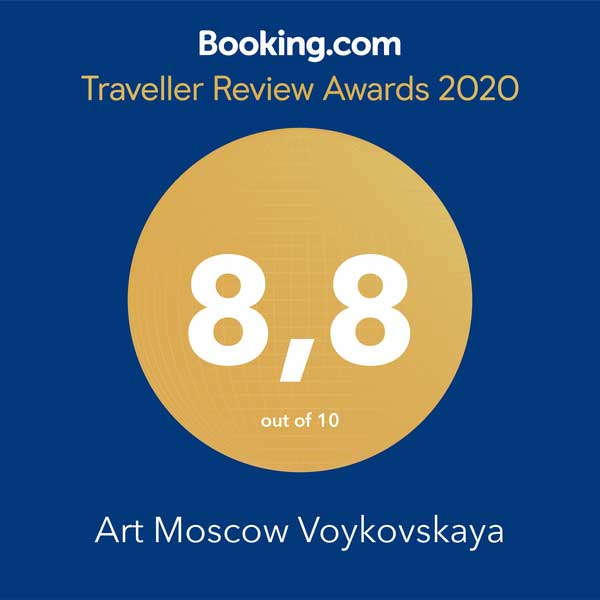 Booking.com
Traveller Review Awards 2020
8,8
out of 10
Art Moscow Voykovskaya